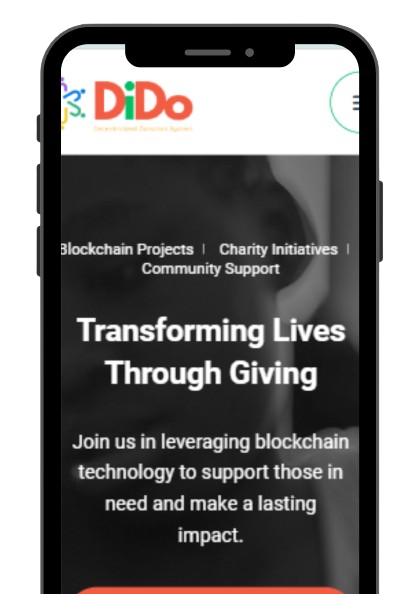 DiDo
Decentralized Donation System
Blockchain Projects | Charity Initiatives |
Community Support
Transforming Lives
Through Giving
Join us in leveraging blockchain
technology to support those in
need and make a lasting
impact.